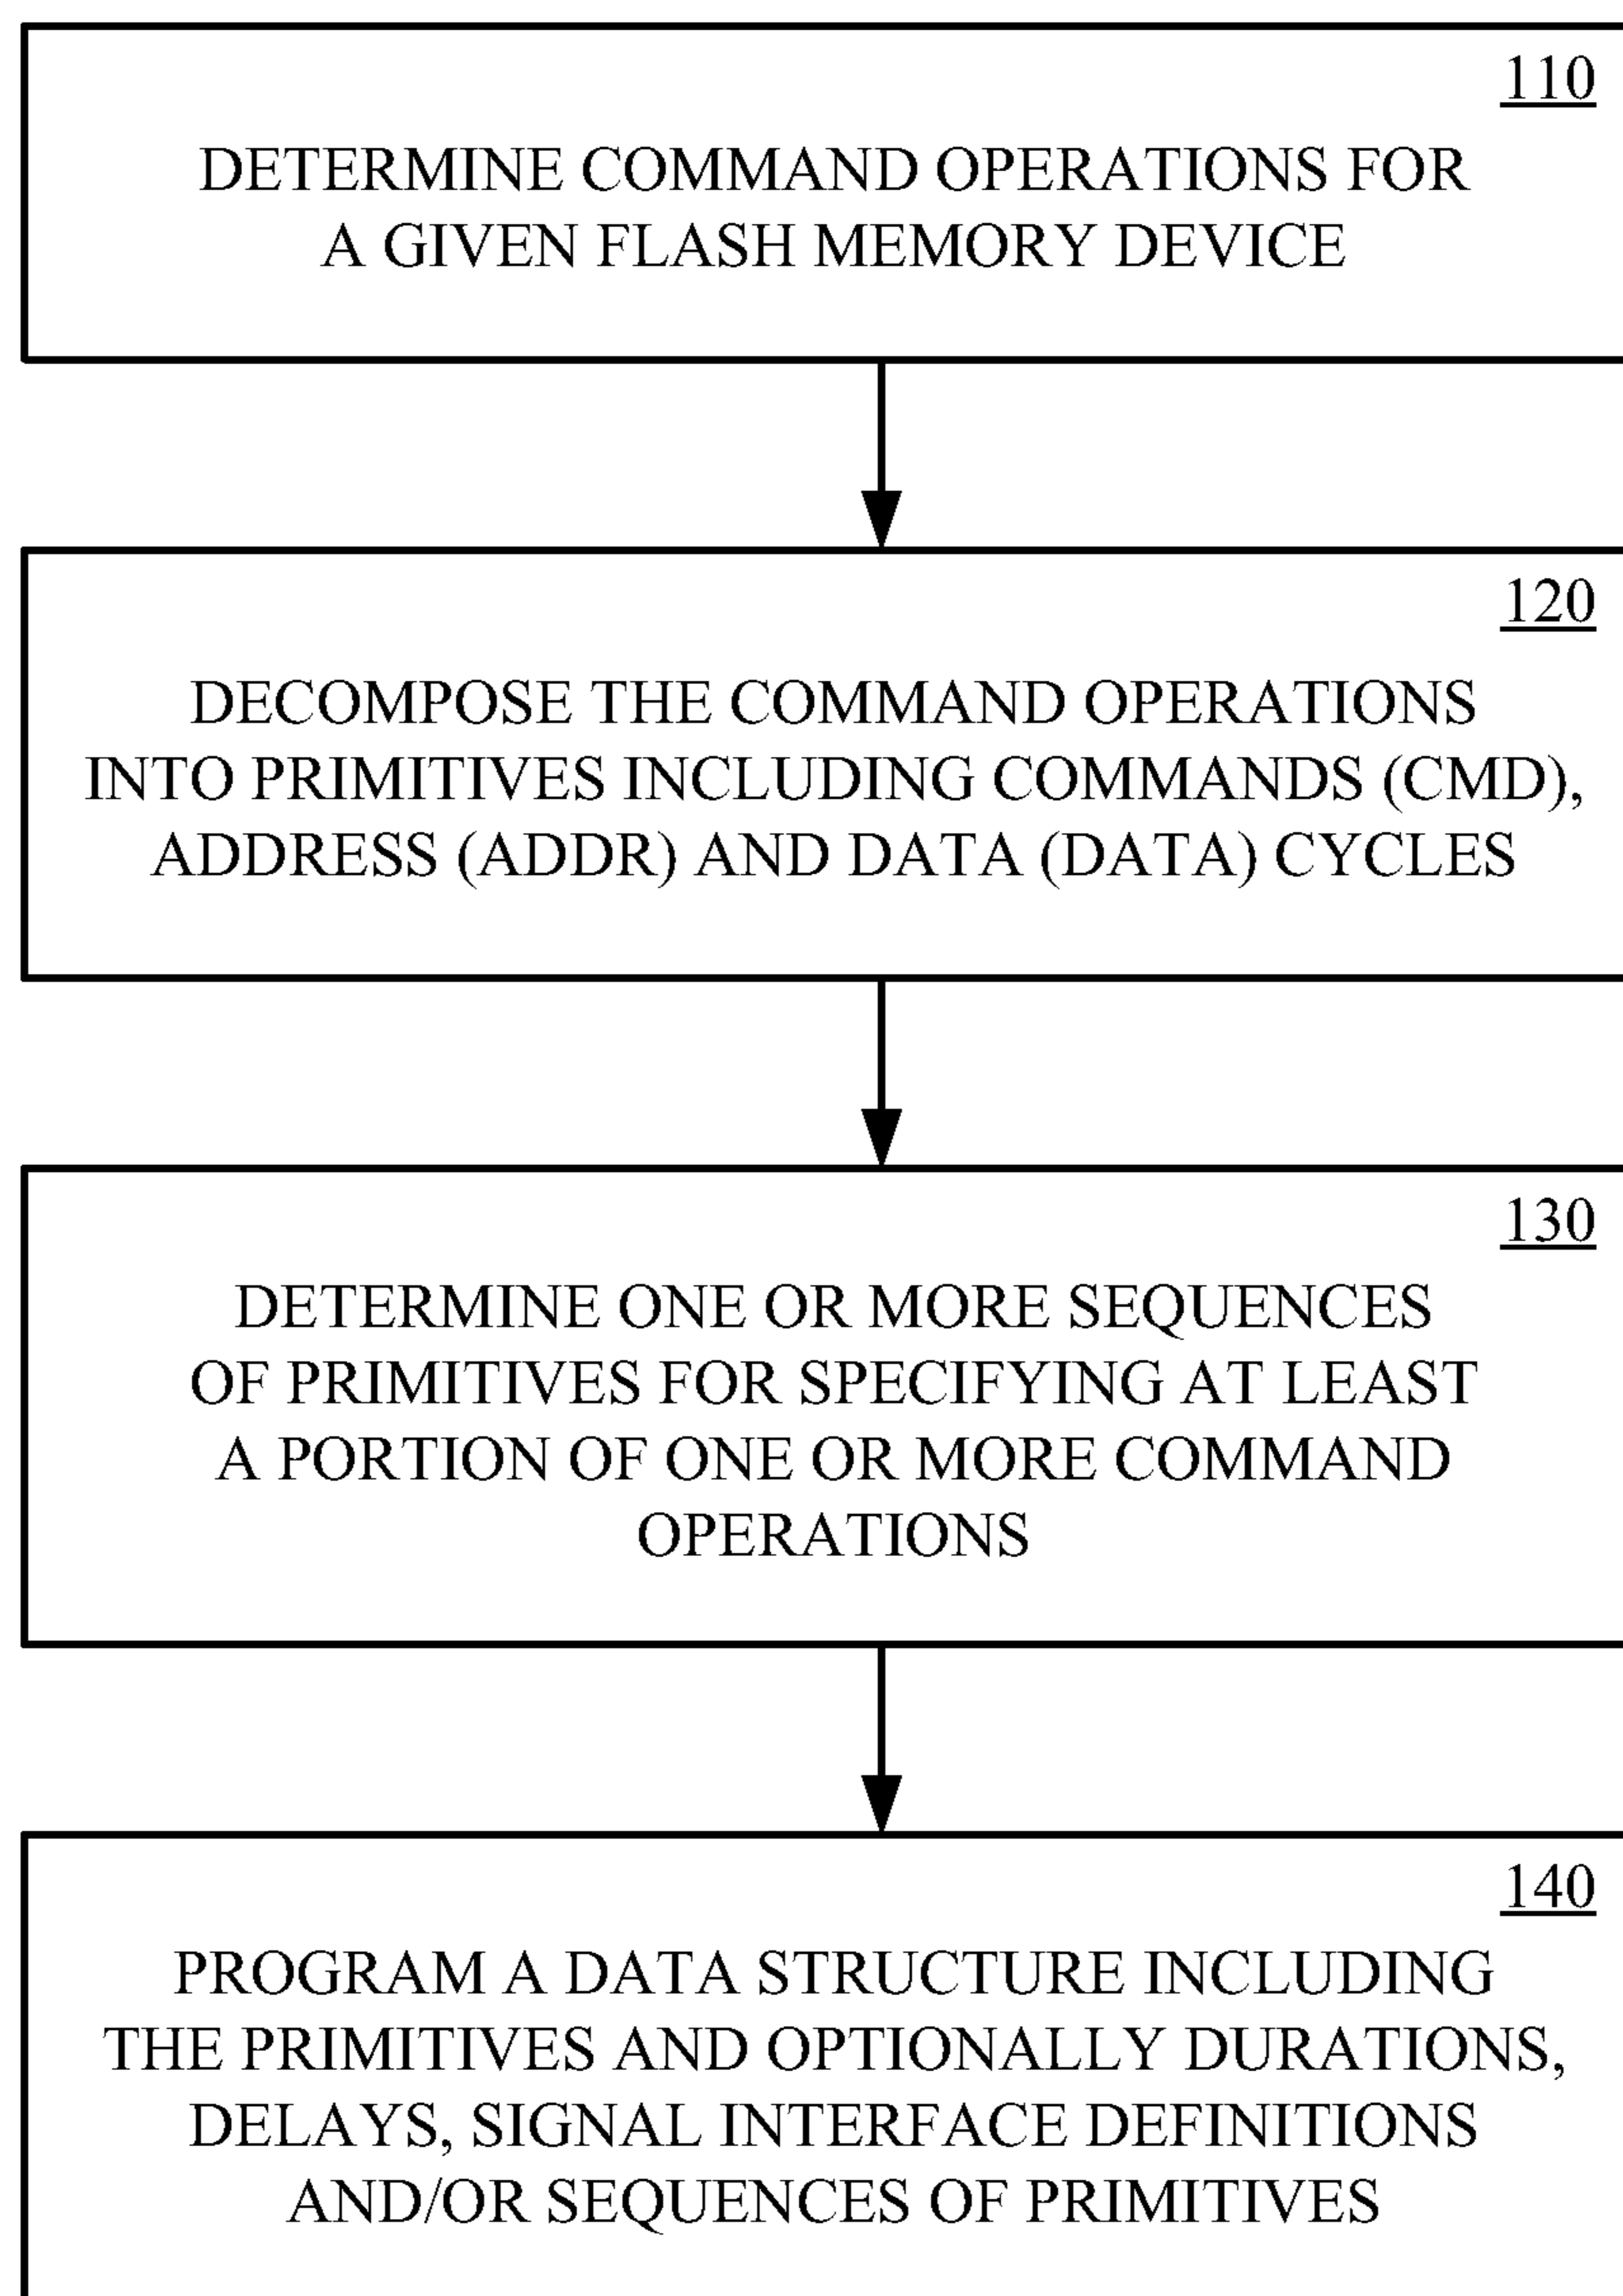 110
DETERMINE COMMAND OPERATIONS FOR
A GIVEN FLASH MEMORY DEVICE
120
DECOMPOSE THE COMMAND OPERATIONS
INTO PRIMITIVES INCLUDING COMMANDS (CMD),
ADDRESS (ADDR) AND DATA (DATA) CYCLES
130
DETERMINE ONE OR MORE SEQUENCES
OF PRIMITIVES FOR SPECIFYING AT LEAST
A PORTION OF ONE OR MORE COMMAND
OPERATIONS
140
PROGRAM A DATA STRUCTURE INCLUDING
THE PRIMITIVES AND OPTIONALLY DURATIONS,
DELAYS, SIGNAL INTERFACE DEFINITIONS
AND/OR SEQUENCES OF PRIMITIVES